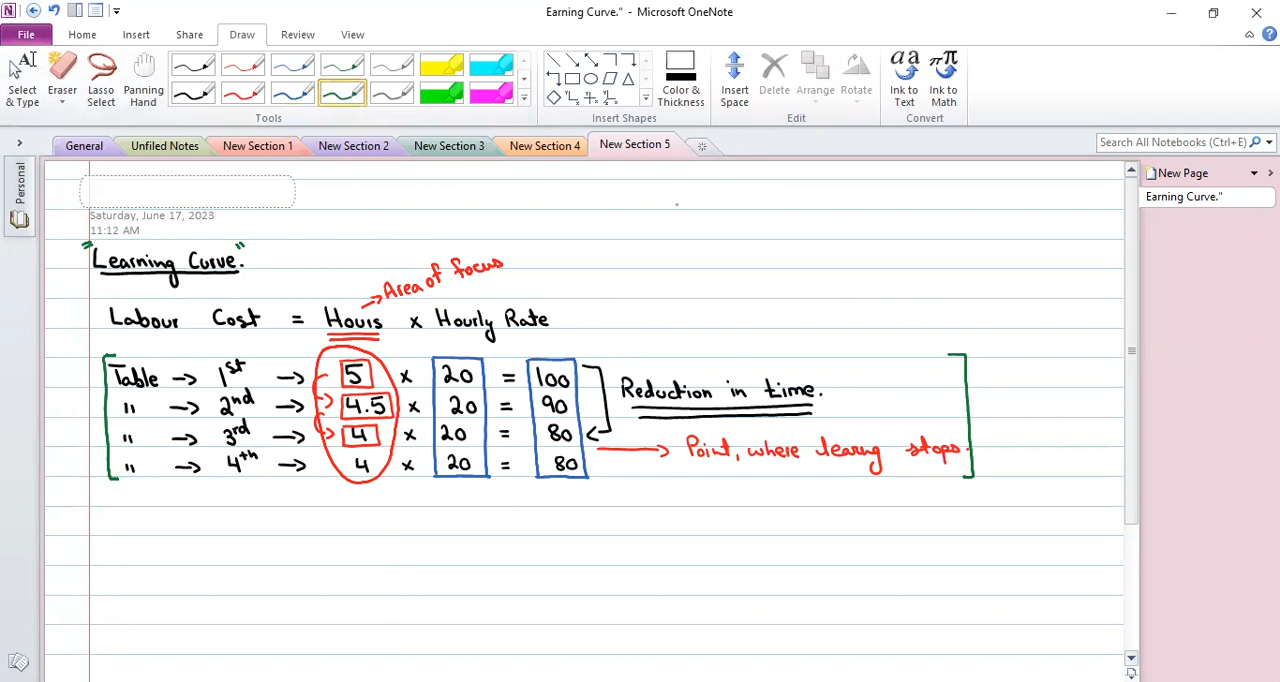 Earning Curve." - Microsoft OneNote
File Home Insert Share Draw Review View
Select & Type
Eraser
Lasso Select
Panning Hand
Color & Thickness
Insert Space
Delete
Arrange
Rotate
Ink to Text
Ink to Math
Tools
Insert Shapes
Edit
Convert
General Unfiled Notes New Section 1 New Section 2 New Section 3 New Section 4 New Section 5
Search All Notebooks (Ctrl+E)
Personal
New Page
Earning Curve."
Saturday, June 17, 2023
11:12 AM
"Learning Curve."
→ Area of focus
Labour Cost = Hours × Hourly Rate
Table → 1st → 5 × 20 = 100
" → 2nd → 4.5 × 20 = 90
" → 3rd → 4 × 20 = 80
" → 4th → 4 × 20 = 80
Reduction in time.
→ Point, where learing stops.